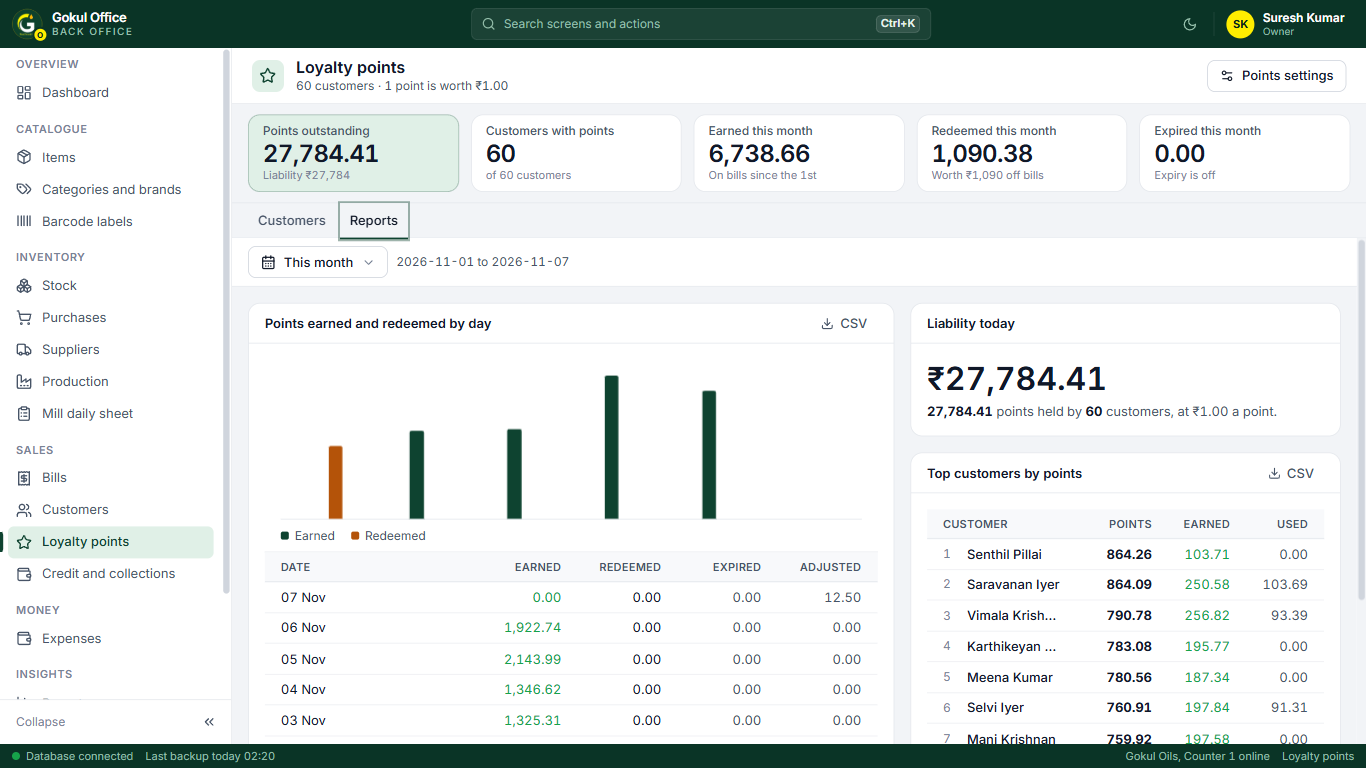 Gokul Office
BACK OFFICE
Search screens and actions
Ctrl+K
SK
Suresh Kumar
Owner
OVERVIEW
Dashboard
CATALOGUE
Items
Categories and brands
Barcode labels
INVENTORY
Stock
Purchases
Suppliers
Production
Mill daily sheet
SALES
Bills
Customers
Loyalty points
Credit and collections
MONEY
Expenses
INSIGHTS
Collapse
Loyalty points
60 customers · 1 point is worth ₹1.00
Points settings
Points outstanding
27,784.41
Liability ₹27,784
Customers with points
60
of 60 customers
Earned this month
6,738.66
On bills since the 1st
Redeemed this month
1,090.38
Worth ₹1,090 off bills
Expired this month
0.00
Expiry is off
Customers
Reports
This month
2026-11-01 to 2026-11-07
Points earned and redeemed by day
CSV
Earned
Redeemed
DATE EARNED REDEEMED EXPIRED ADJUSTED
07 Nov 0.00 0.00 0.00 12.50
06 Nov 1,922.74 0.00 0.00 0.00
05 Nov 2,143.99 0.00 0.00 0.00
04 Nov 1,346.62 0.00 0.00 0.00
03 Nov 1,325.31 0.00 0.00 0.00
Liability today
₹27,784.41
27,784.41 points held by 60 customers, at ₹1.00 a point.
Top customers by points
CSV
CUSTOMER POINTS EARNED USED
1 Senthil Pillai 864.26 103.71 0.00
2 Saravanan Iyer 864.09 250.58 103.69
3 Vimala Krish... 790.78 256.82 93.39
4 Karthikeyan ... 783.08 195.77 0.00
5 Meena Kumar 780.56 187.34 0.00
6 Selvi Iyer 760.91 197.84 91.31
7 Mani Krishnan 759.92 197.58 0.00
Database connected
Last backup today 02:20
Gokul Oils, Counter 1 online
Loyalty points